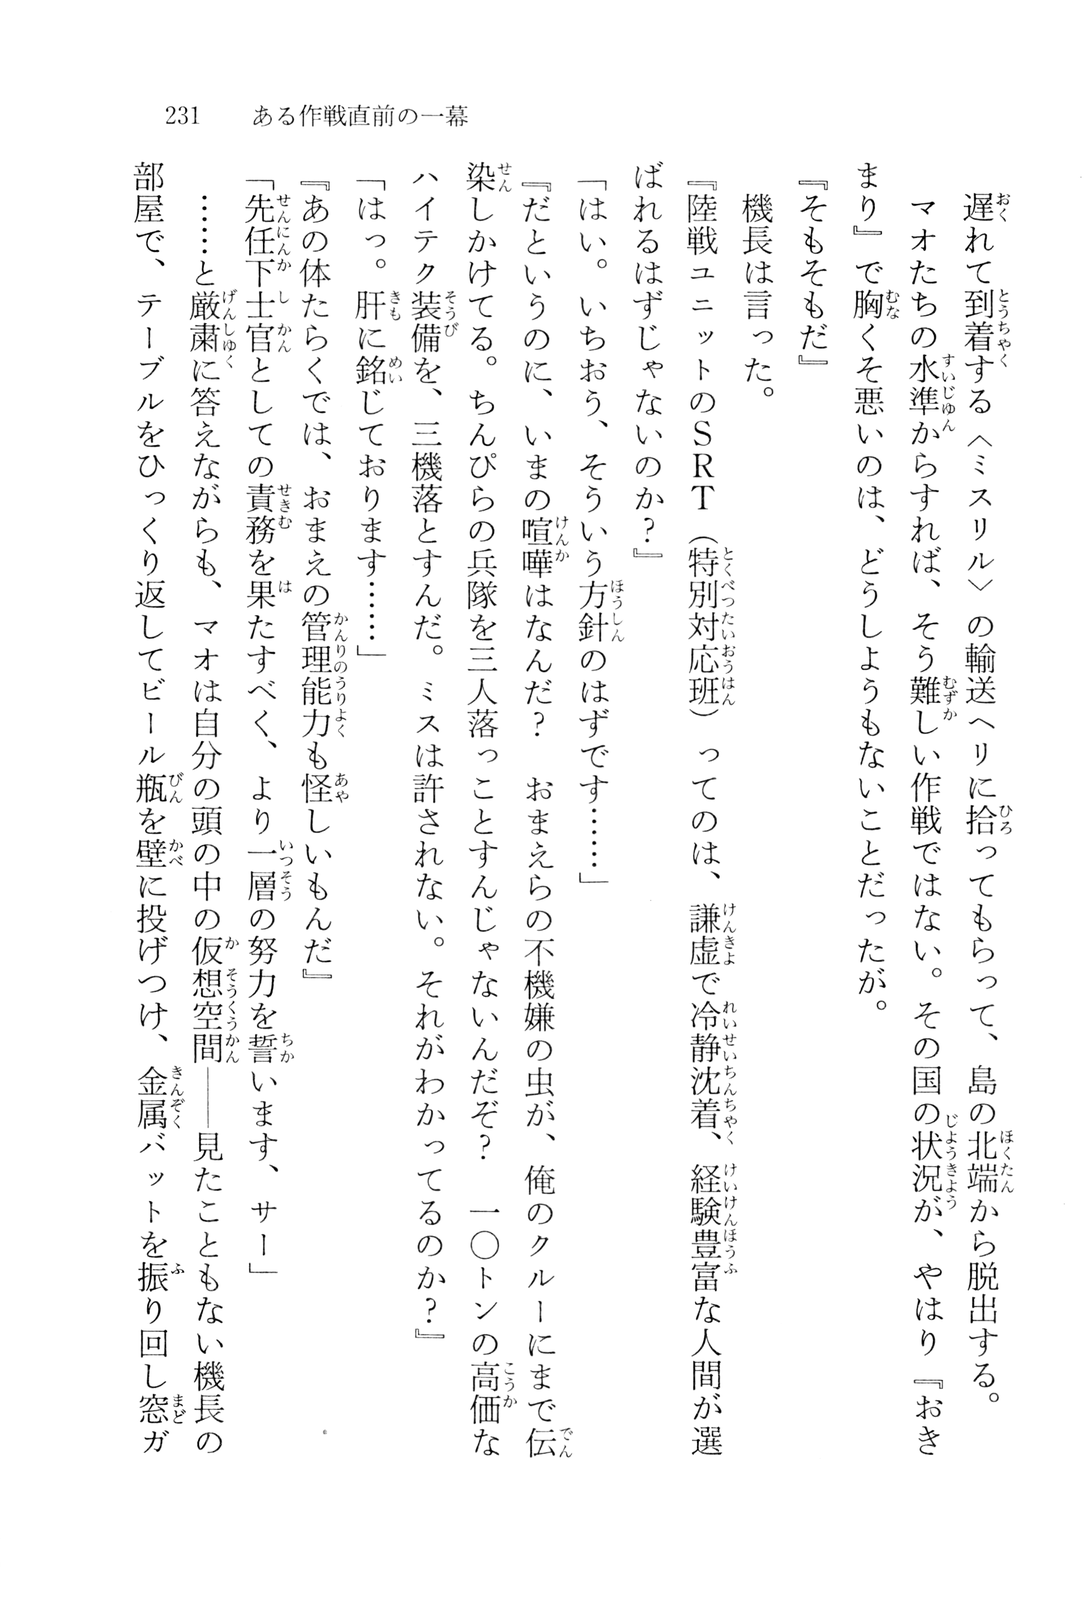 231　ある作戦直前の一幕
遅れて到着する〈ミスリル〉の輸送ヘリに拾ってもらって、島の北端から脱出する。
マオたちの水準からすれば、そう難しい作戦ではない。その国の状況が、やはり『おき
まり』で胸くそ悪いのは、どうしようもないことだったが。
『そもそもだ』
機長は言った。
『陸戦ユニットのＳＲＴ（特別対応班）ってのは、謙虚で冷静沈着、経験豊富な人間が選
ばれるはずじゃないのか？』
「はい。いちおう、そういう方針のはずです……」
『だというのに、いまの喧嘩はなんだ？　おまえらの不機嫌の虫が、俺のクルーにまで伝
染しかけてる。ちんぴらの兵隊を三人落っことすんじゃないんだぞ？　一〇トンの高価な
ハイテク装備を、三機落とすんだ。ミスは許されない。それがわかってるのか？』
「はっ。肝に銘じております……」
『あの体たらくでは、おまえの管理能力も怪しいもんだ』
「先任下士官としての責務を果たすべく、より一層の努力を誓います、サー」
……と厳粛に答えながらも、マオは自分の頭の中の仮想空間――見たこともない機長の
部屋で、テーブルをひっくり返してビール瓶を壁に投げつけ、金属バットを振り回し窓ガ